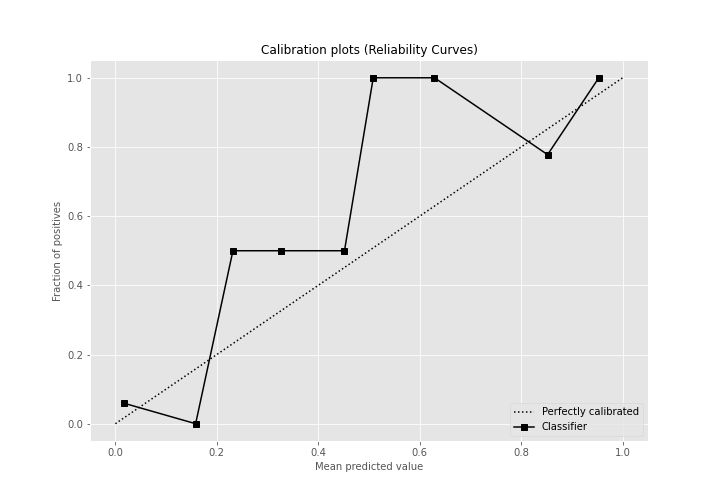 Calibration plots (Reliability Curves)
Fraction of positives
1.0
0.8
0.6
0.4
0.2
0.0
0.0 0.2 0.4 0.6 0.8 1.0
Mean predicted value
Perfectly calibrated
Classifier